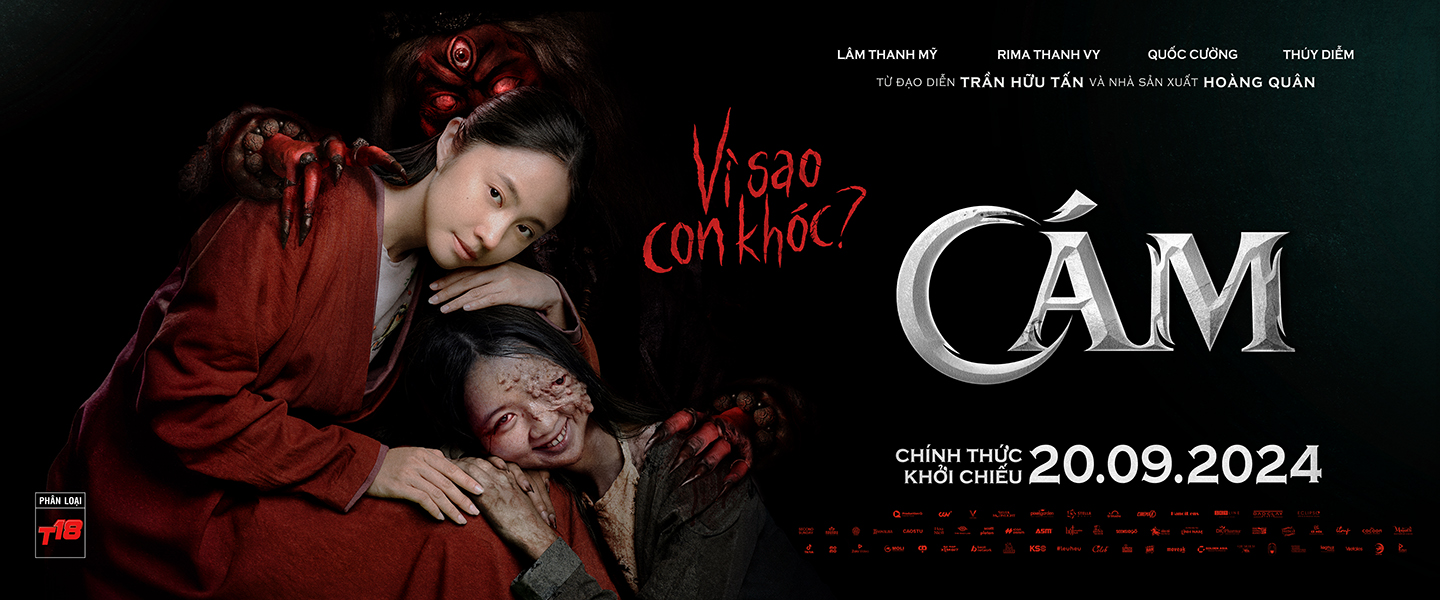 LÂM THANH MỸ RIMA THANH VY QUỐC CƯỜNG THÚY DIỄM
TỪ ĐẠO DIỄN TRẦN HỮU TẤN VÀ NHÀ SẢN XUẤT HOÀNG QUÂN
Vì sao
con khóc?
CÁM
CHÍNH THỨC
KHỞI CHIẾU 20.09.2024
PHÂN LOẠI
T18